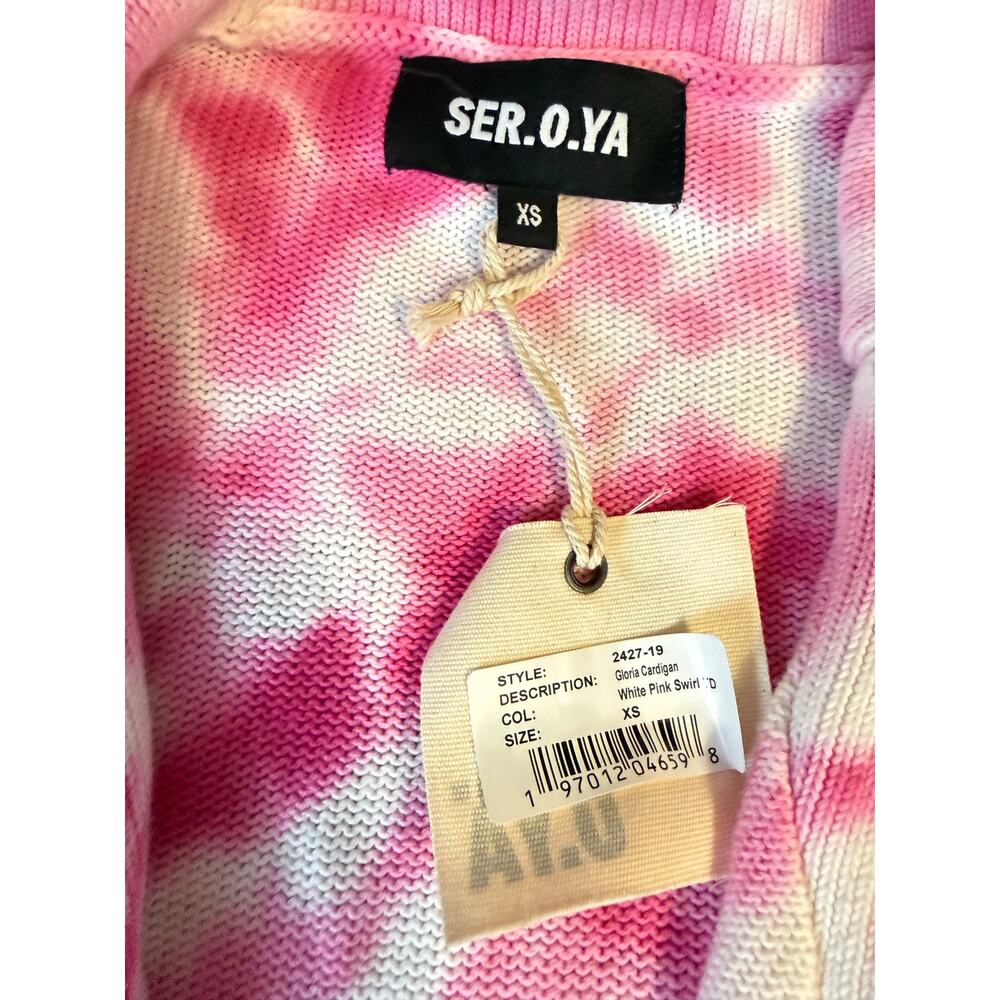 SER.O.YA
XS
STYLE: 2427-19
DESCRIPTION: Gloria Cardigan
COL: White Pink Swirl
SIZE: XS
1 97012 04659 8